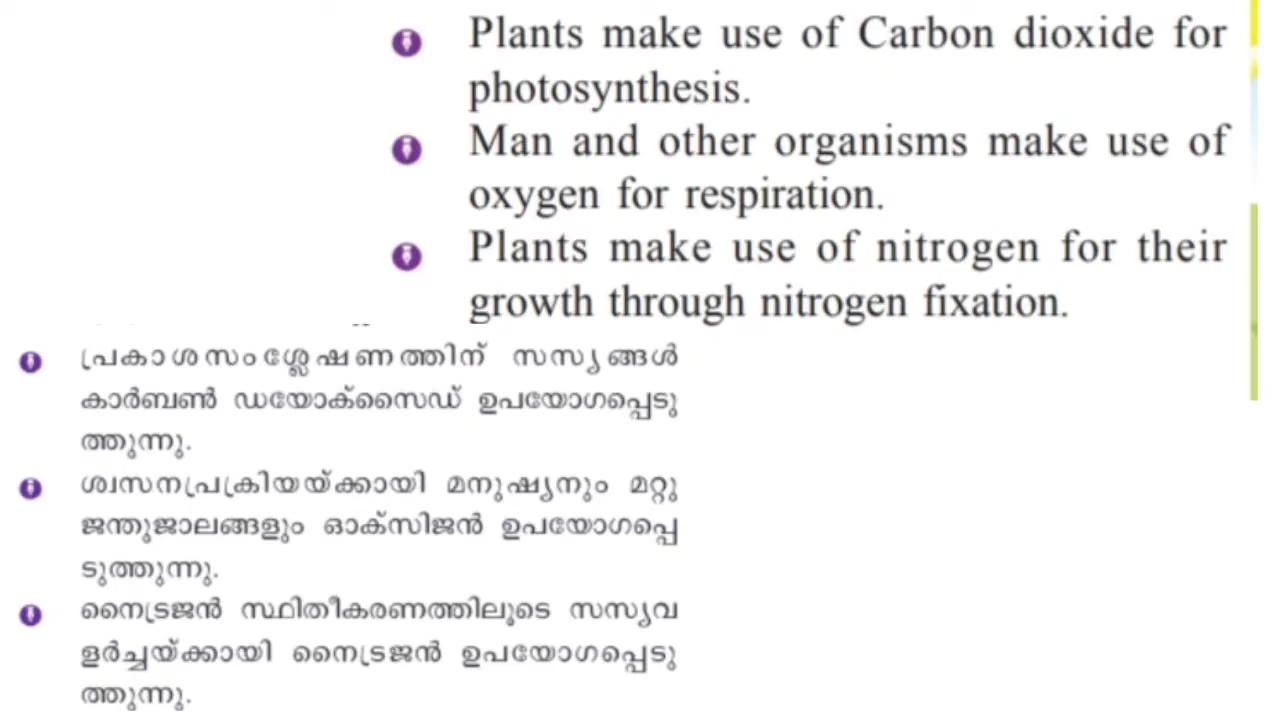 Plants make use of Carbon dioxide for
photosynthesis.
Man and other organisms make use of
oxygen for respiration.
Plants make use of nitrogen for their
growth through nitrogen fixation.
പ്രകാശസംശ്ലേഷണത്തിന് സസ്യങ്ങൾ
കാർബൺ ഡയോക്സൈഡ് ഉപയോഗപ്പെടു
ത്തുന്നു.
ശ്വസനപ്രക്രിയയ്ക്കായി മനുഷ്യനും മറ്റു
ജന്തുജാലങ്ങളും ഓക്സിജൻ ഉപയോഗപ്പെ
ടുത്തുന്നു.
നൈട്രജൻ സ്ഥിതീകരണത്തിലൂടെ സസ്യവ
ളർച്ചയ്ക്കായി നൈട്രജൻ ഉപയോഗപ്പെടു
ത്തുന്നു.